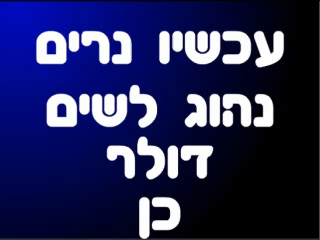 עכשיו נרים
נהוג לשים
דולר
כן